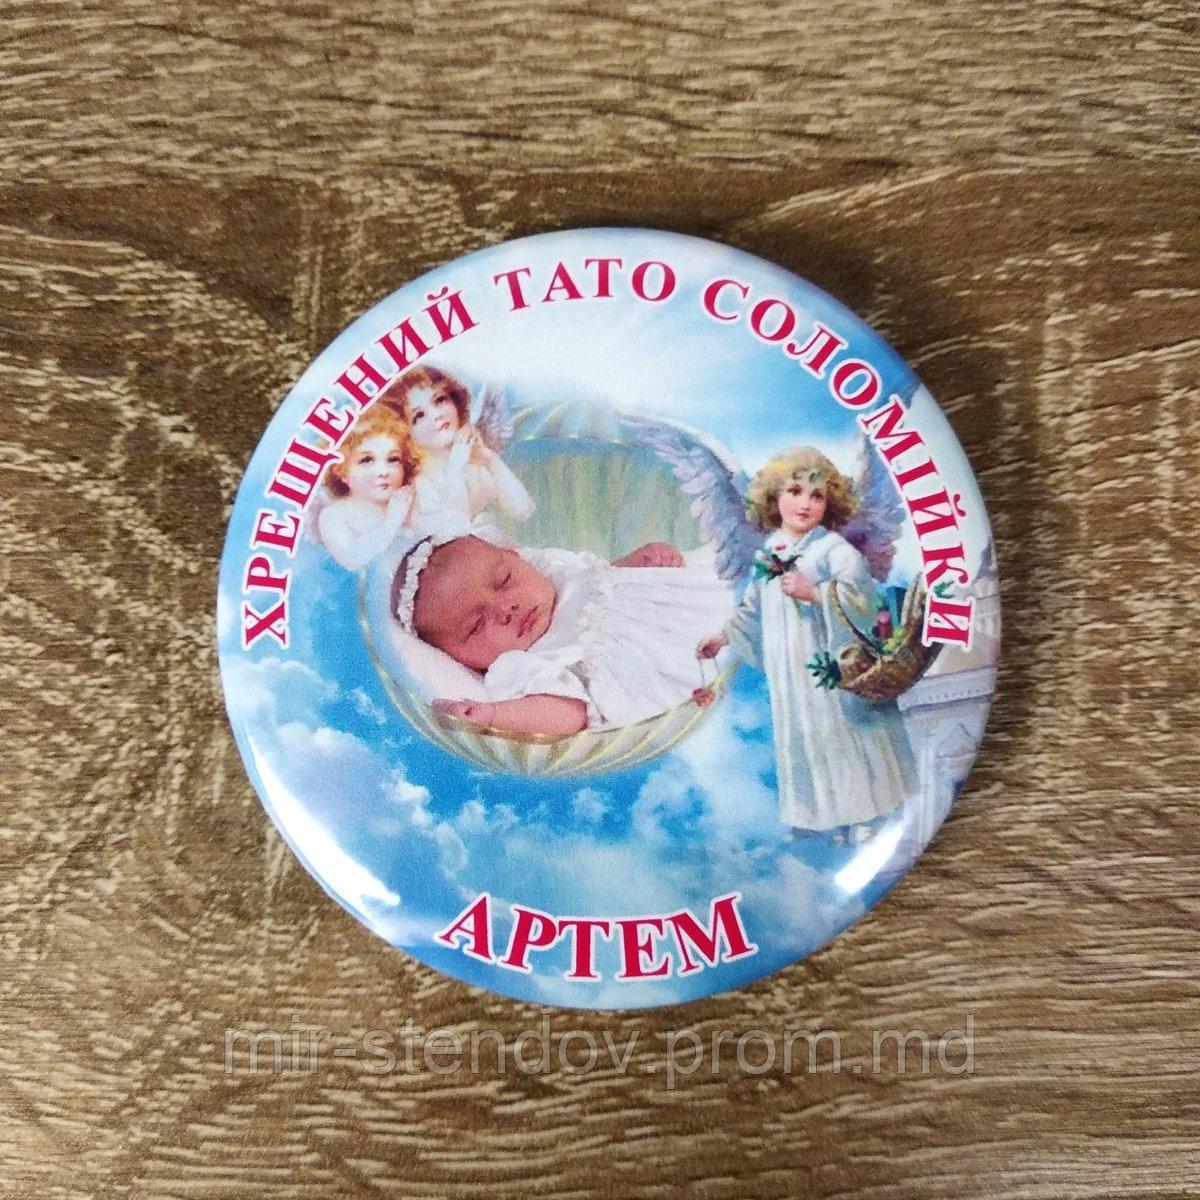 ХРЕЩЕНИЙ ТАТО СОЛОМІЙКИ
АРТЕМ
mir-stendov.prom.md